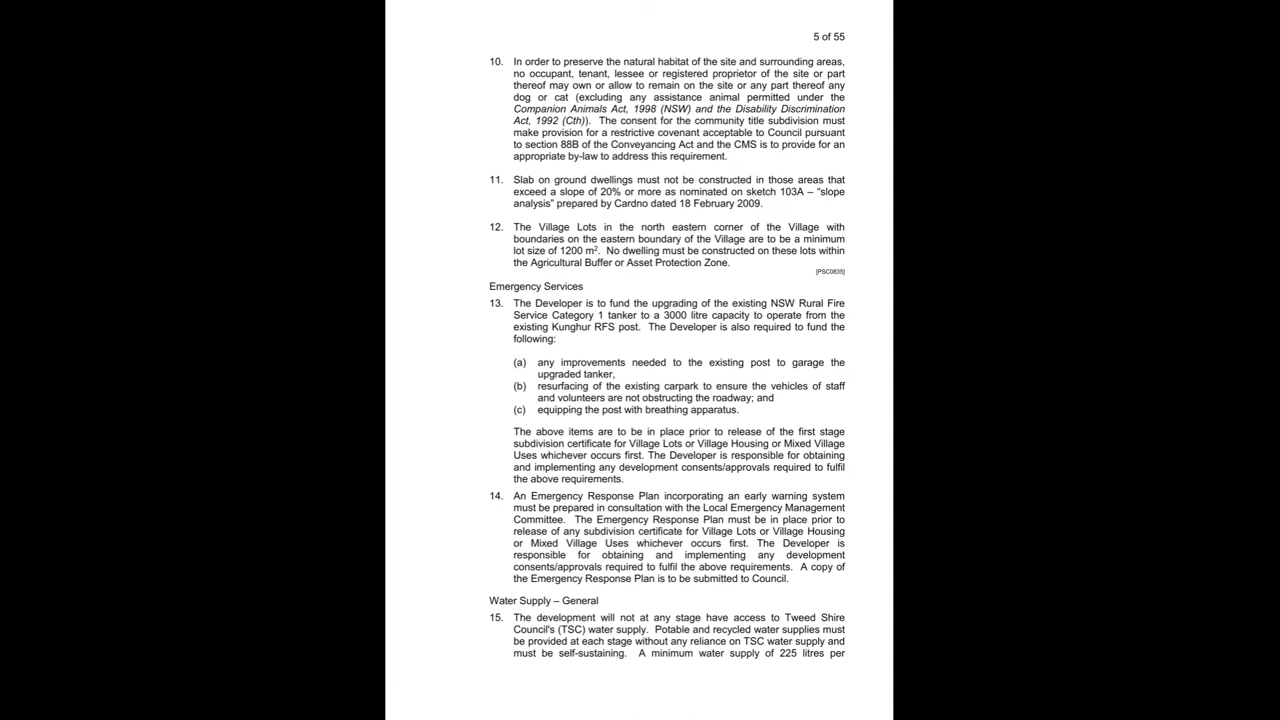 5 of 55
10. In order to preserve the natural habitat of the site and surrounding areas,
no occupant, tenant, lessee or registered proprietor of the site or part
thereof may own or allow to remain on the site or any part thereof any
dog or cat (excluding any assistance animal permitted under the
Companion Animals Act, 1998 (NSW) and the Disability Discrimination
Act, 1992 (Cth)). The consent for the community title subdivision must
make provision for a restrictive covenant acceptable to Council pursuant
to section 88B of the Conveyancing Act and the CMS is to provide for an
appropriate by-law to address this requirement.
11. Slab on ground dwellings must not be constructed in those areas that
exceed a slope of 20% or more as nominated on sketch 103A – “slope
analysis” prepared by Cardno dated 18 February 2009.
12. The Village Lots in the north eastern corner of the Village with
boundaries on the eastern boundary of the Village are to be a minimum
lot size of 1200 m². No dwelling must be constructed on these lots within
the Agricultural Buffer or Asset Protection Zone.
[PSC0835]
Emergency Services
13. The Developer is to fund the upgrading of the existing NSW Rural Fire
Service Category 1 tanker to a 3000 litre capacity to operate from the
existing Kunghur RFS post. The Developer is also required to fund the
following:
(a) any improvements needed to the existing post to garage the
upgraded tanker,
(b) resurfacing of the existing carpark to ensure the vehicles of staff
and volunteers are not obstructing the roadway; and
(c) equipping the post with breathing apparatus.
The above items are to be in place prior to release of the first stage
subdivision certificate for Village Lots or Village Housing or Mixed Village
Uses whichever occurs first. The Developer is responsible for obtaining
and implementing any development consents/approvals required to fulfil
the above requirements.
14. An Emergency Response Plan incorporating an early warning system
must be prepared in consultation with the Local Emergency Management
Committee. The Emergency Response Plan must be in place prior to
release of any subdivision certificate for Village Lots or Village Housing
or Mixed Village Uses whichever occurs first. The Developer is
responsible for obtaining and implementing any development
consents/approvals required to fulfil the above requirements. A copy of
the Emergency Response Plan is to be submitted to Council.
Water Supply – General
15. The development will not at any stage have access to Tweed Shire
Council's (TSC) water supply. Potable and recycled water supplies must
be provided at each stage without any reliance on TSC water supply and
must be self-sustaining. A minimum water supply of 225 litres per